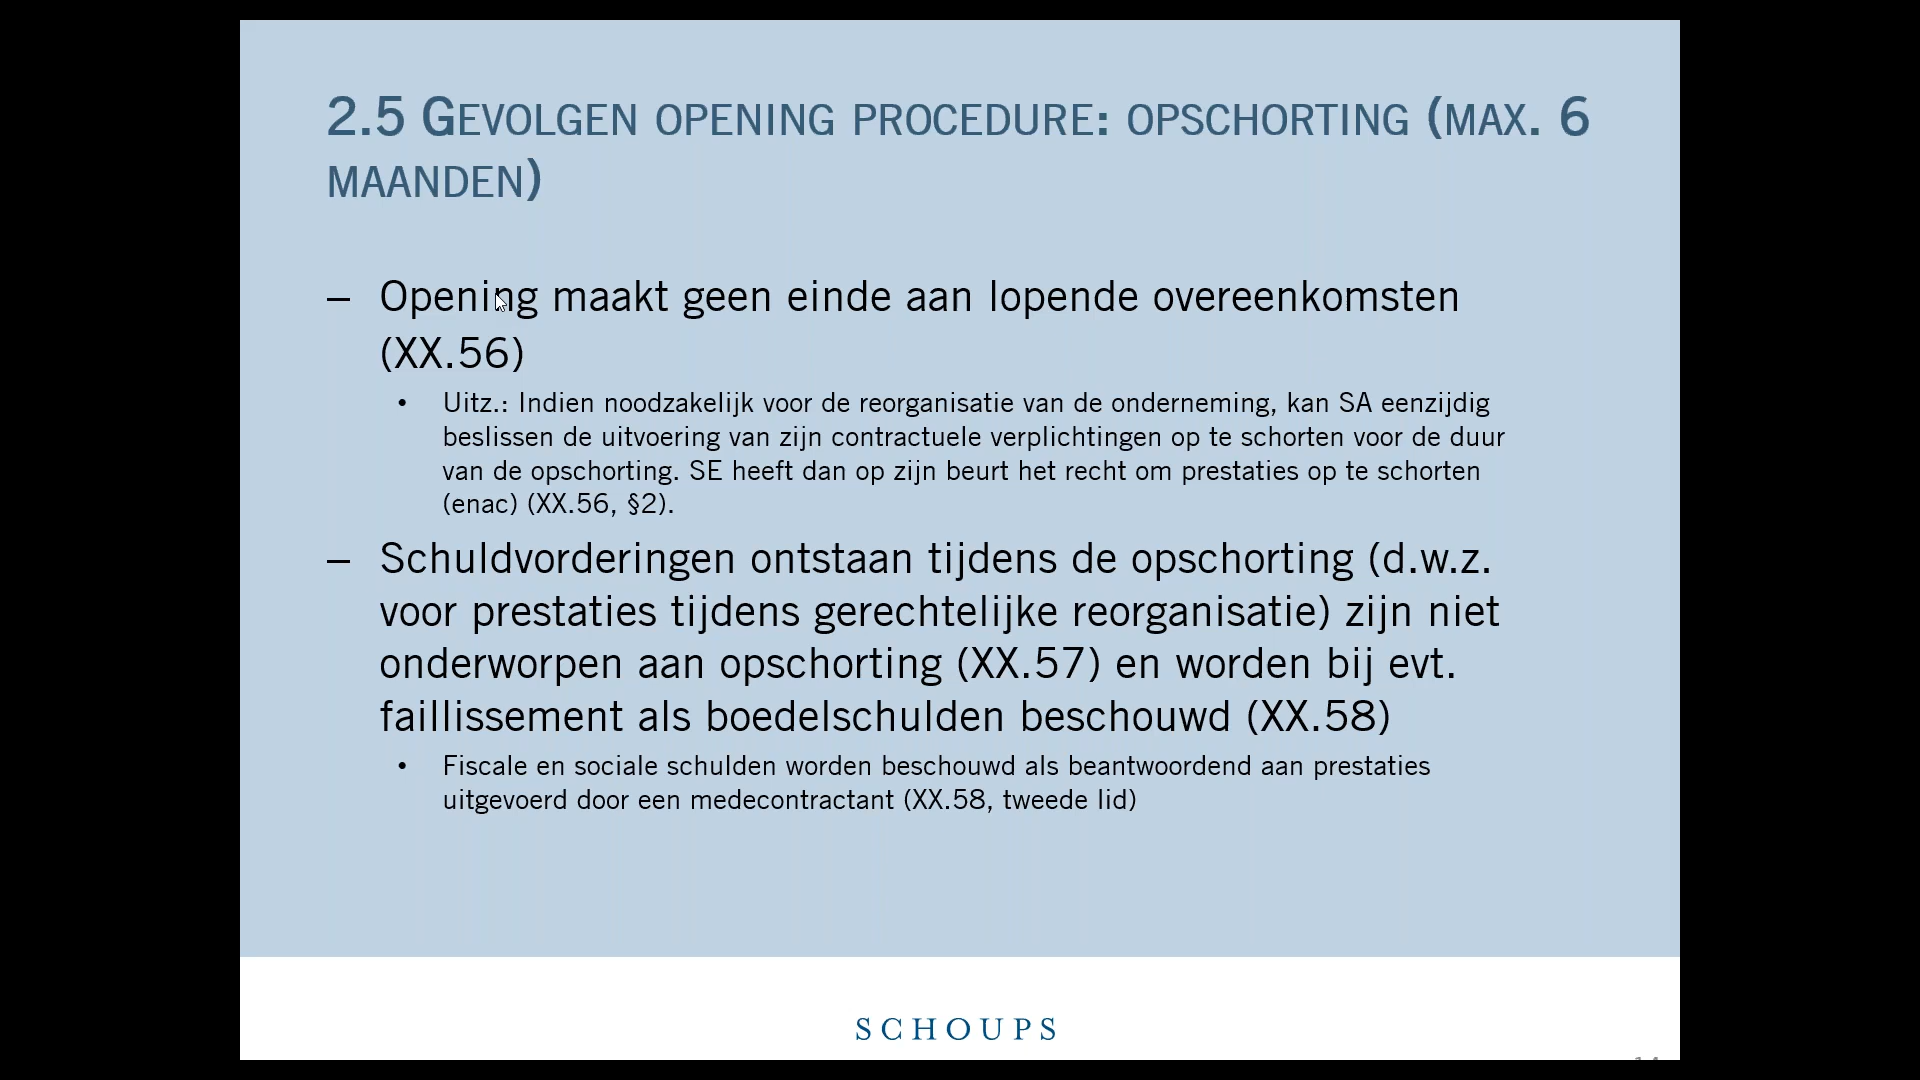 2.5 GEVOLGEN OPENING PROCEDURE: OPSCHORTING (MAX. 6
MAANDEN)
– Opening maakt geen einde aan lopende overeenkomsten
(XX.56)
• Uitz.: Indien noodzakelijk voor de reorganisatie van de onderneming, kan SA eenzijdig
beslissen de uitvoering van zijn contractuele verplichtingen op te schorten voor de duur
van de opschorting. SE heeft dan op zijn beurt het recht om prestaties op te schorten
(enac) (XX.56, §2).
– Schuldvorderingen ontstaan tijdens de opschorting (d.w.z.
voor prestaties tijdens gerechtelijke reorganisatie) zijn niet
onderworpen aan opschorting (XX.57) en worden bij evt.
faillissement als boedelschulden beschouwd (XX.58)
• Fiscale en sociale schulden worden beschouwd als beantwoordend aan prestaties
uitgevoerd door een medecontractant (XX.58, tweede lid)
SCHOUPS